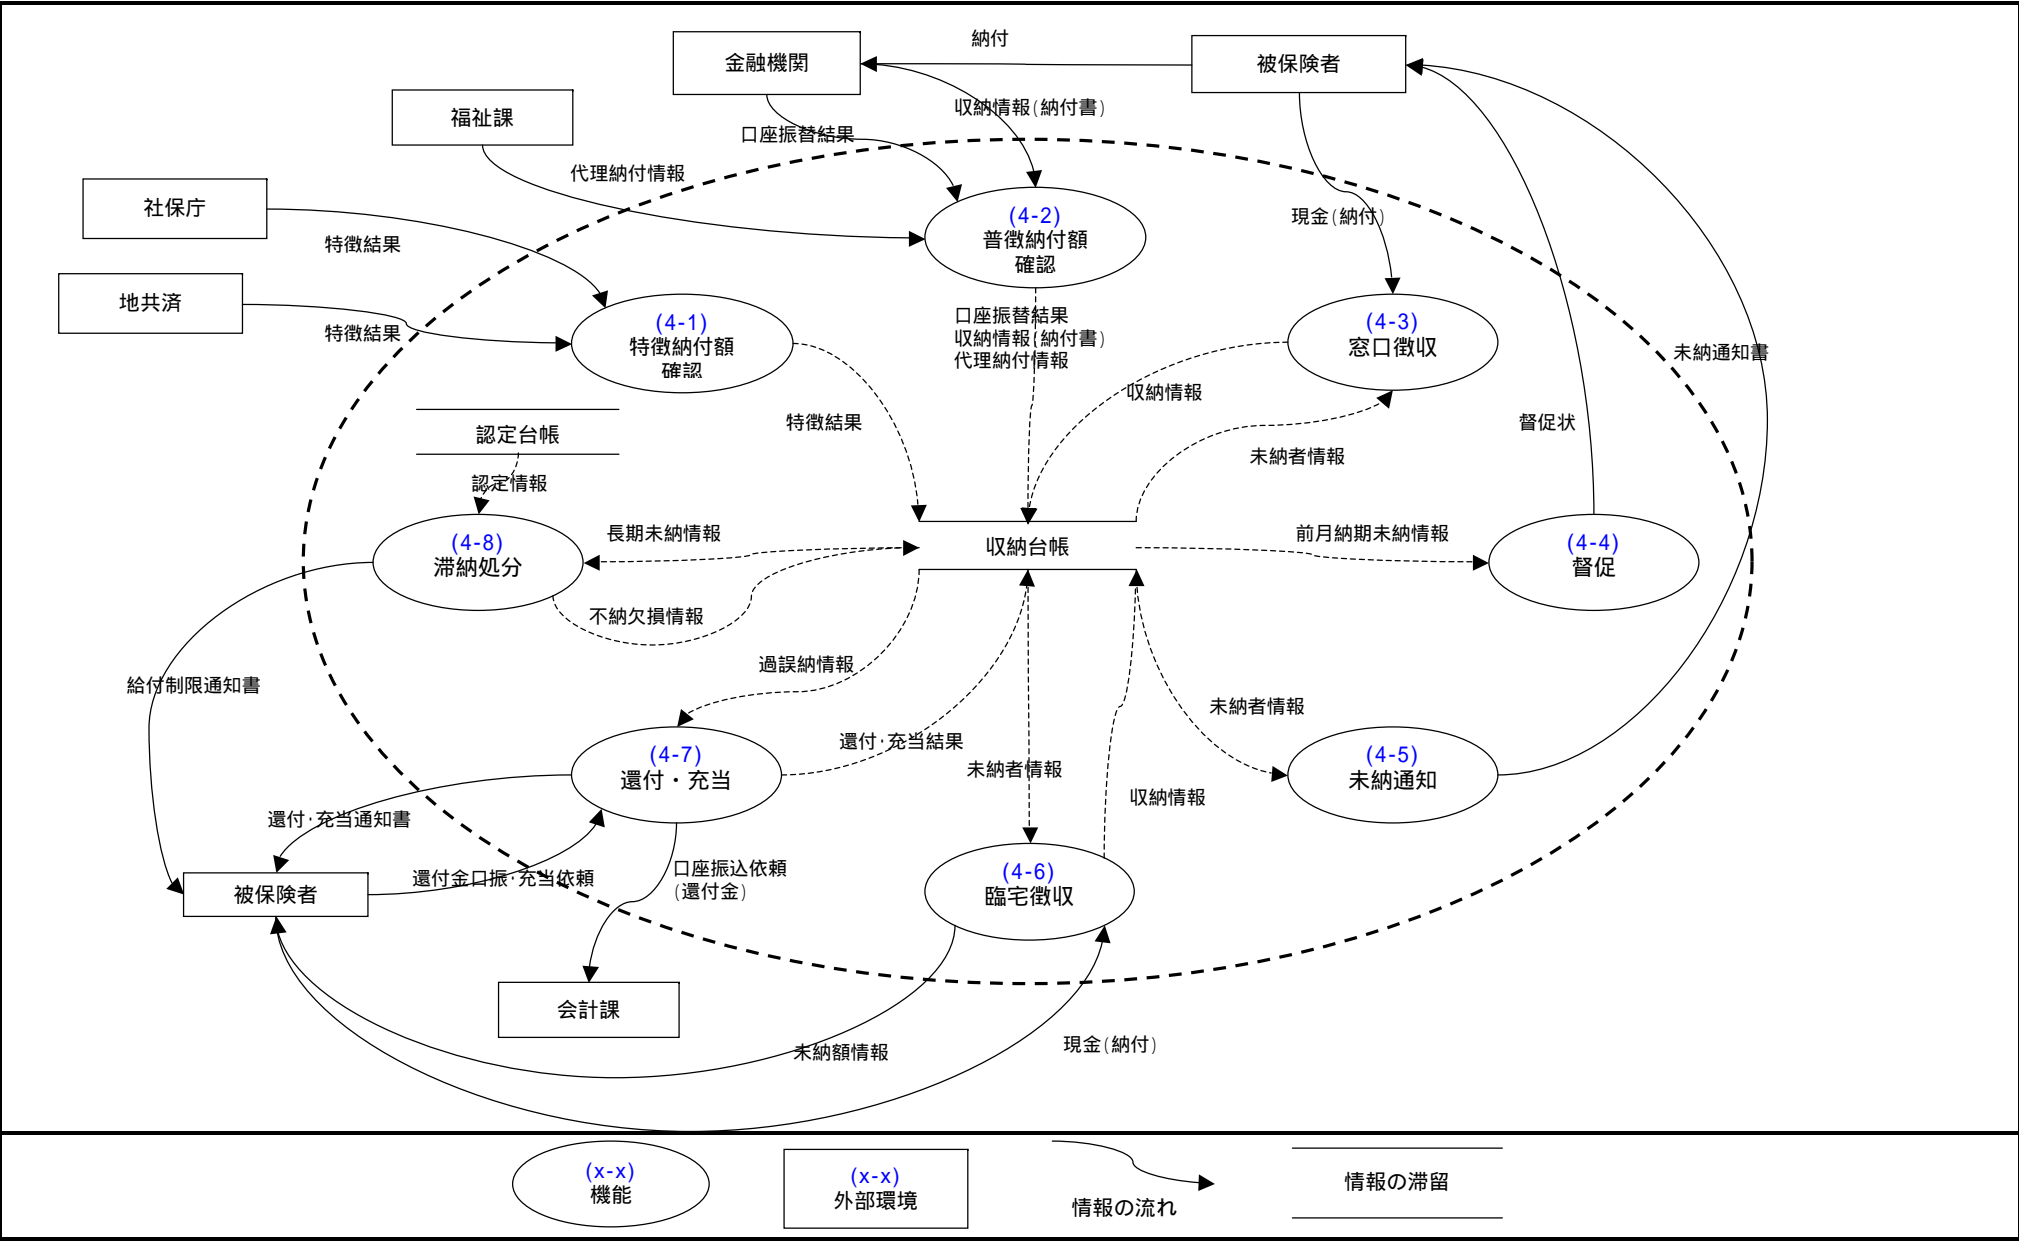 納付
金融機関
被保険者
収納情報(納付書)
福祉課
口座振替結果
代理納付情報
社保庁
(4-2)
普徴納付額
確認
現金(納付)
特徴結果
地共済
特徴結果
(4-1)
特徴納付額
確認
口座振替結果
収納情報(納付書)
代理納付情報
(4-3)
窓口徴収
未納通知書
収納情報
特徴結果
督促状
認定台帳
未納者情報
認定情報
長期未納情報
収納台帳
前月納期未納情報
(4-8)
滞納処分
(4-4)
督促
不納欠損情報
過誤納情報
給付制限通知書
未納者情報
還付・充当結果
(4-7)
還付・充当
未納者情報
(4-5)
未納通知
収納情報
還付・充当通知書
口座振込依頼
(還付金)
還付金口振・充当依頼
被保険者
(4-6)
臨宅徴収
会計課
未納額情報
現金(納付)
(x-x)
機能
(x-x)
外部環境
情報の流れ
情報の滞留